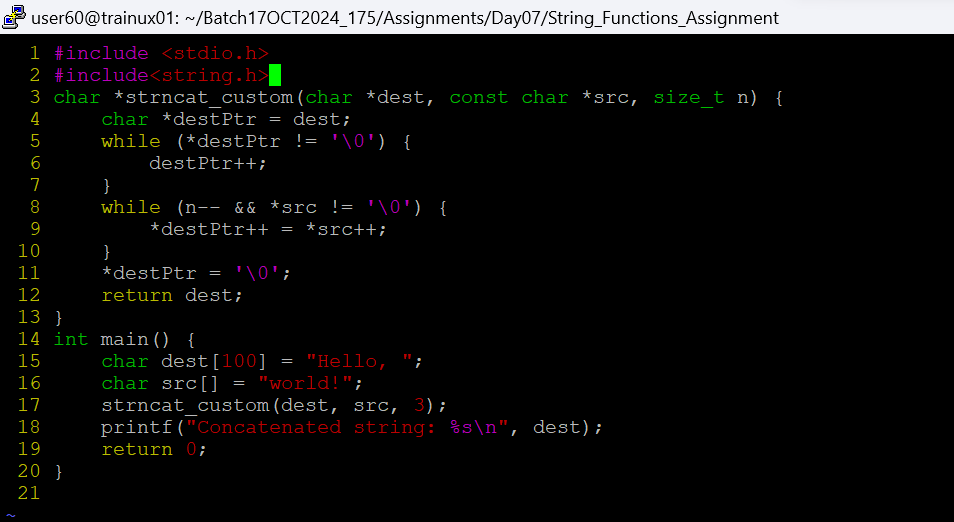 user60@trainux01: ~/Batch17OCT2024_175/Assignments/Day07/String_Functions_Assignment
1 #include <stdio.h>
2 #include<string.h>
3 char *strncat_custom(char *dest, const char *src, size_t n) {
4     char *destPtr = dest;
5     while (*destPtr != '\0') {
6         destPtr++;
7     }
8     while (n-- && *src != '\0') {
9         *destPtr++ = *src++;
10     }
11     *destPtr = '\0';
12     return dest;
13 }
14 int main() {
15     char dest[100] = "Hello, ";
16     char src[] = "world!";
17     strncat_custom(dest, src, 3);
18     printf("Concatenated string: %s\n", dest);
19     return 0;
20 }
21
~